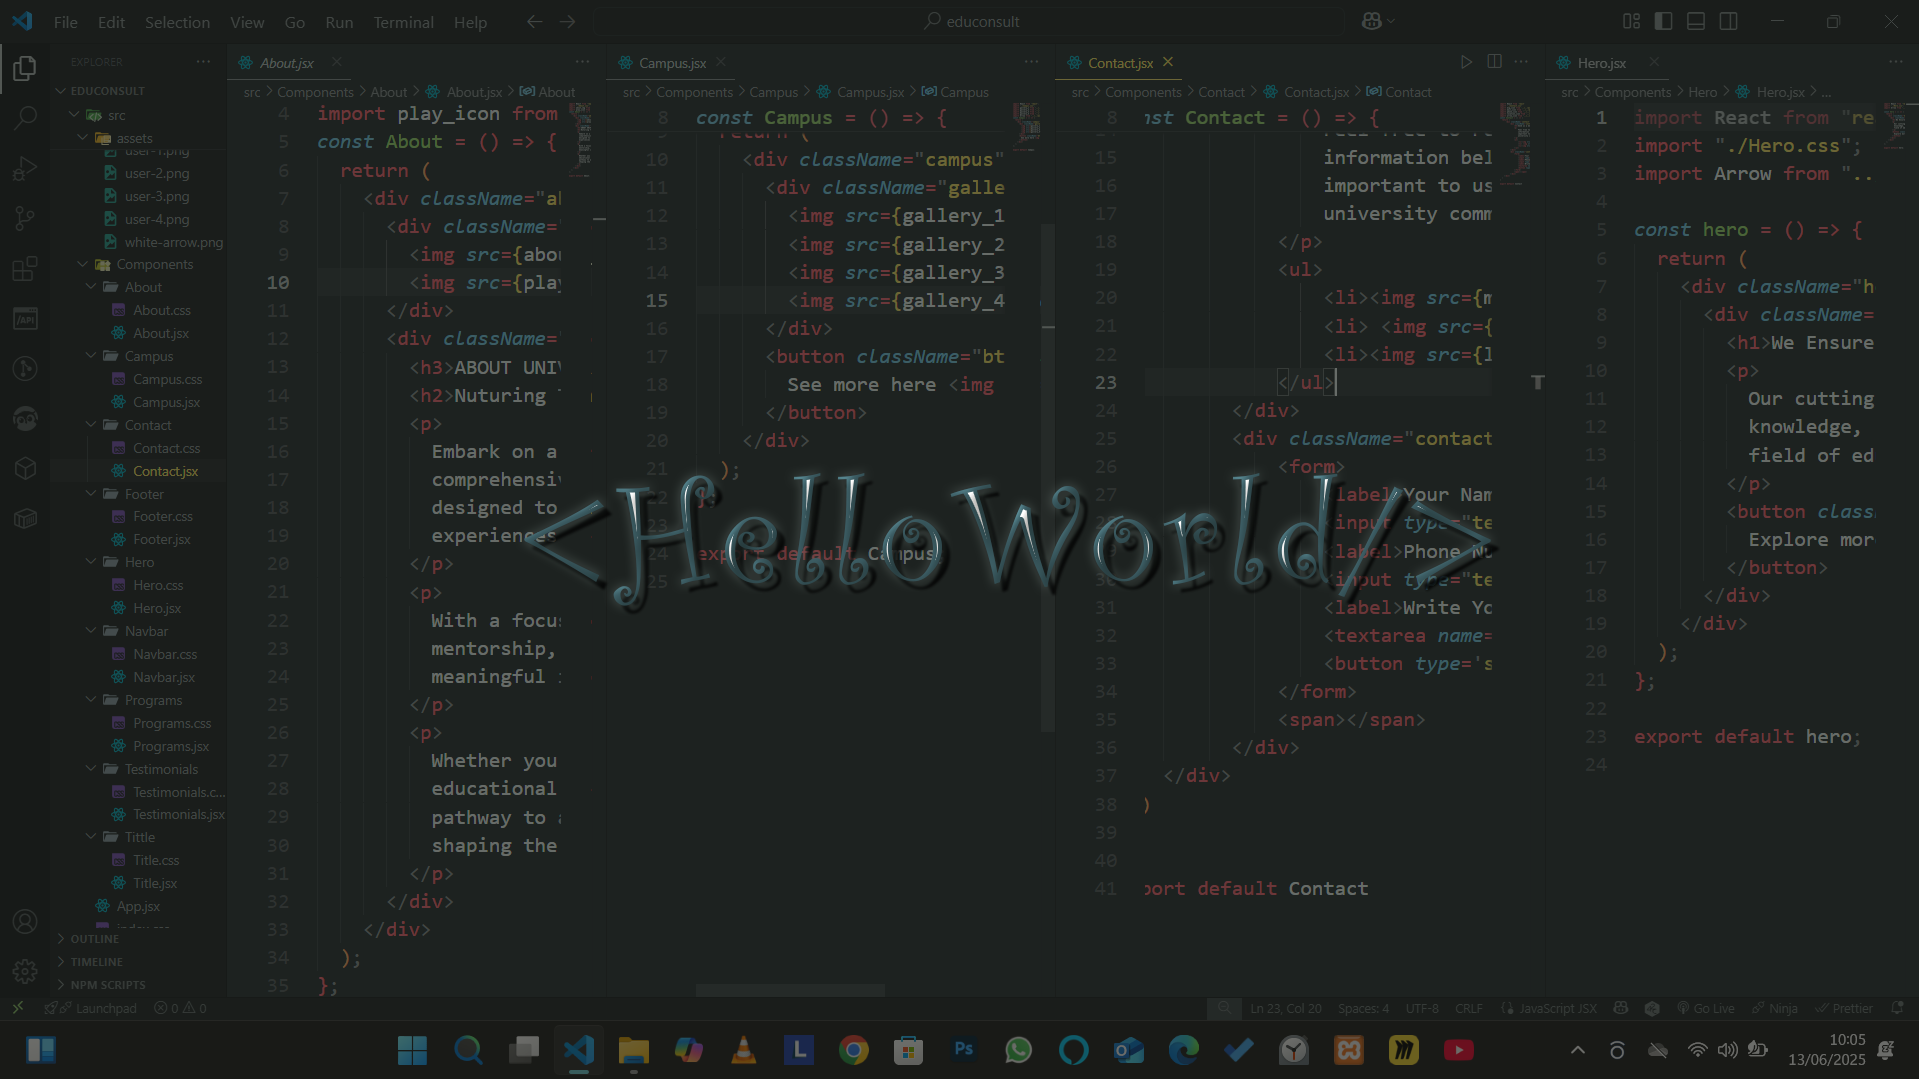 File Edit Selection View Go Run Terminal Help
educonsult
EXPLORER
EDUCONSULT
src
assets
user-1.png
user-2.png
user-3.png
user-4.png
white-arrow.png
Components
About
About.css
About.jsx
Campus
Campus.css
Campus.jsx
Contact
Contact.css
Contact.jsx
Footer
Footer.css
Footer.jsx
Hero
Hero.css
Hero.jsx
Navbar
Navbar.css
Navbar.jsx
Programs
Programs.css
Programs.jsx
Testimonials
Testimonials.c...
Testimonials.jsx
Tittle
Title.css
Title.jsx
App.jsx
index.css
OUTLINE
TIMELINE
NPM SCRIPTS
About.jsx
src > Components > About > About.jsx > About
4 import play_icon from
5 const About = () => {
6 return (
7 <div className="a
8 <div className=
9 <img src={abo
10 <img src={play
11 </div>
12 <div className=
13 <h3>ABOUT UNIV
14 <h2>Nuturing
15 <p>
16 Embark on a
17 comprehensiv
18 designed to
19 experiences
20 </p>
21 <p>
22 With a focus
23 mentorship,
24 meaningful
25 </p>
26 <p>
27 Whether you
28 educational
29 pathway to
30 shaping the
31 </p>
32 </div>
33 </div>
34 );
35 };
Campus.jsx
src > Components > Campus > Campus.jsx > Campus
8 const Campus = () => {
9 return (
10 <div className="campus"
11 <div className="galle
12 <img src={gallery_1
13 <img src={gallery_2
14 <img src={gallery_3
15 <img src={gallery_4
16 </div>
17 <button className="bt
18 See more here <img
19 </button>
20 </div>
21 );
22 };
23
24 export default Campus;
25
Contact.jsx
src > Components > Contact > Contact.jsx > Contact
8 nst Contact = () => {
15 information bel
16 important to us
17 university comm
18 </p>
19 <ul>
20 <li><img src={m
21 <li> <img src={
22 <li><img src={l
23 </ul>
24 </div>
25 <div className="contact
26 <form>
27 <label>Your Nam
28 <input type="te
29 <label>Phone Nu
30 <input type="te
31 <label>Write Yo
32 <textarea name=
33 <button type='s
34 </form>
35 <span></span>
36 </div>
37 </div>
38 )
39
40
41 port default Contact
Hero.jsx
src > Components > Hero > Hero.jsx > ...
1 import React from "re
2 import "./Hero.css";
3 import Arrow from "..
4
5 const hero = () => {
6 return (
7 <div className="h
8 <div className=
9 <h1>We Ensure
10 <p>
11 Our cutting
12 knowledge,
13 field of ed
14 </p>
15 <button class
16 Explore mor
17 </button>
18 </div>
19 </div>
20 );
21 };
22
23 export default hero;
24
<Hello World/>
Launchpad 0 0
Ln 23, Col 20 Spaces: 4 UTF-8 CRLF JavaScript JSX Go Live Ninja Prettier
L
Ps
10:05
13/06/2025